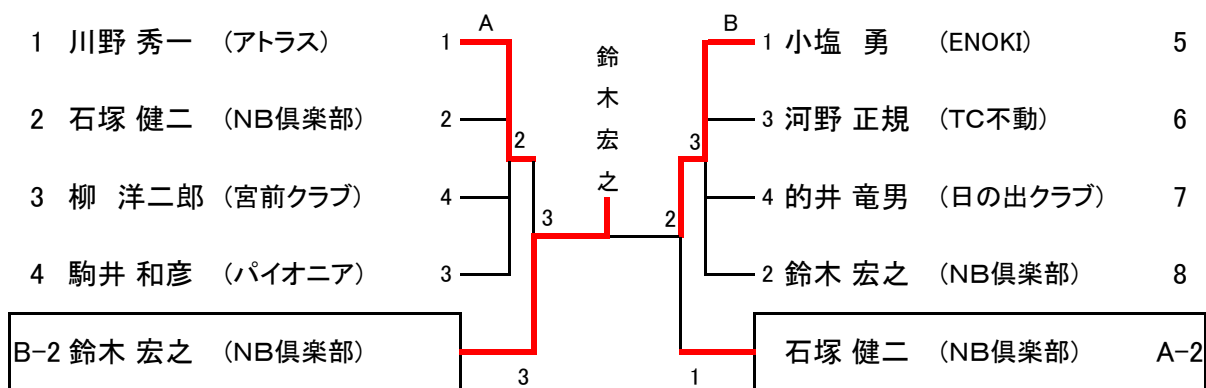 A B
1 川野 秀一 (アトラス) 1 1 小塩 勇 (ENOKI) 5
鈴木宏之
2 石塚 健二 (NB倶楽部) 2 3 河野 正規 (TC不動) 6
2 3
3 柳 洋二郎 (宮前クラブ) 4 4 的井 竜男 (日の出クラブ) 7
3 2
4 駒井 和彦 (パイオニア) 3 2 鈴木 宏之 (NB倶楽部) 8
B-2 鈴木 宏之 (NB倶楽部) 石塚 健二 (NB倶楽部) A-2
3 1